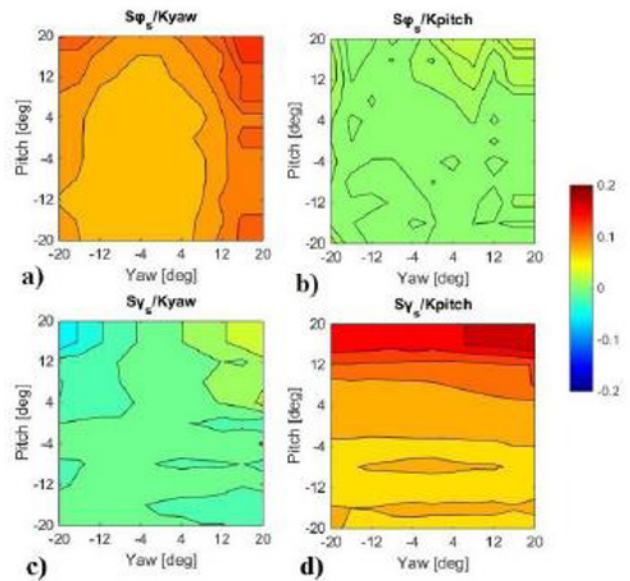 Sφs/Kyaw
Sφs/Kpitch
20
12
4
-4
-12
-20
Pitch [deg]
-20 -12 -4 4 12 20
Yaw [deg]
a)
20
12
4
-4
-12
-20
Pitch [deg]
-20 -12 -4 4 12 20
Yaw [deg]
b)
0.2
0.1
0
-0.1
-0.2
Sγs/Kyaw
Sγs/Kpitch
20
12
4
-4
-12
-20
Pitch [deg]
-20 -12 -4 4 12 20
Yaw [deg]
c)
20
12
4
-4
-12
-20
Pitch [deg]
-20 -12 -4 4 12 20
Yaw [deg]
d)